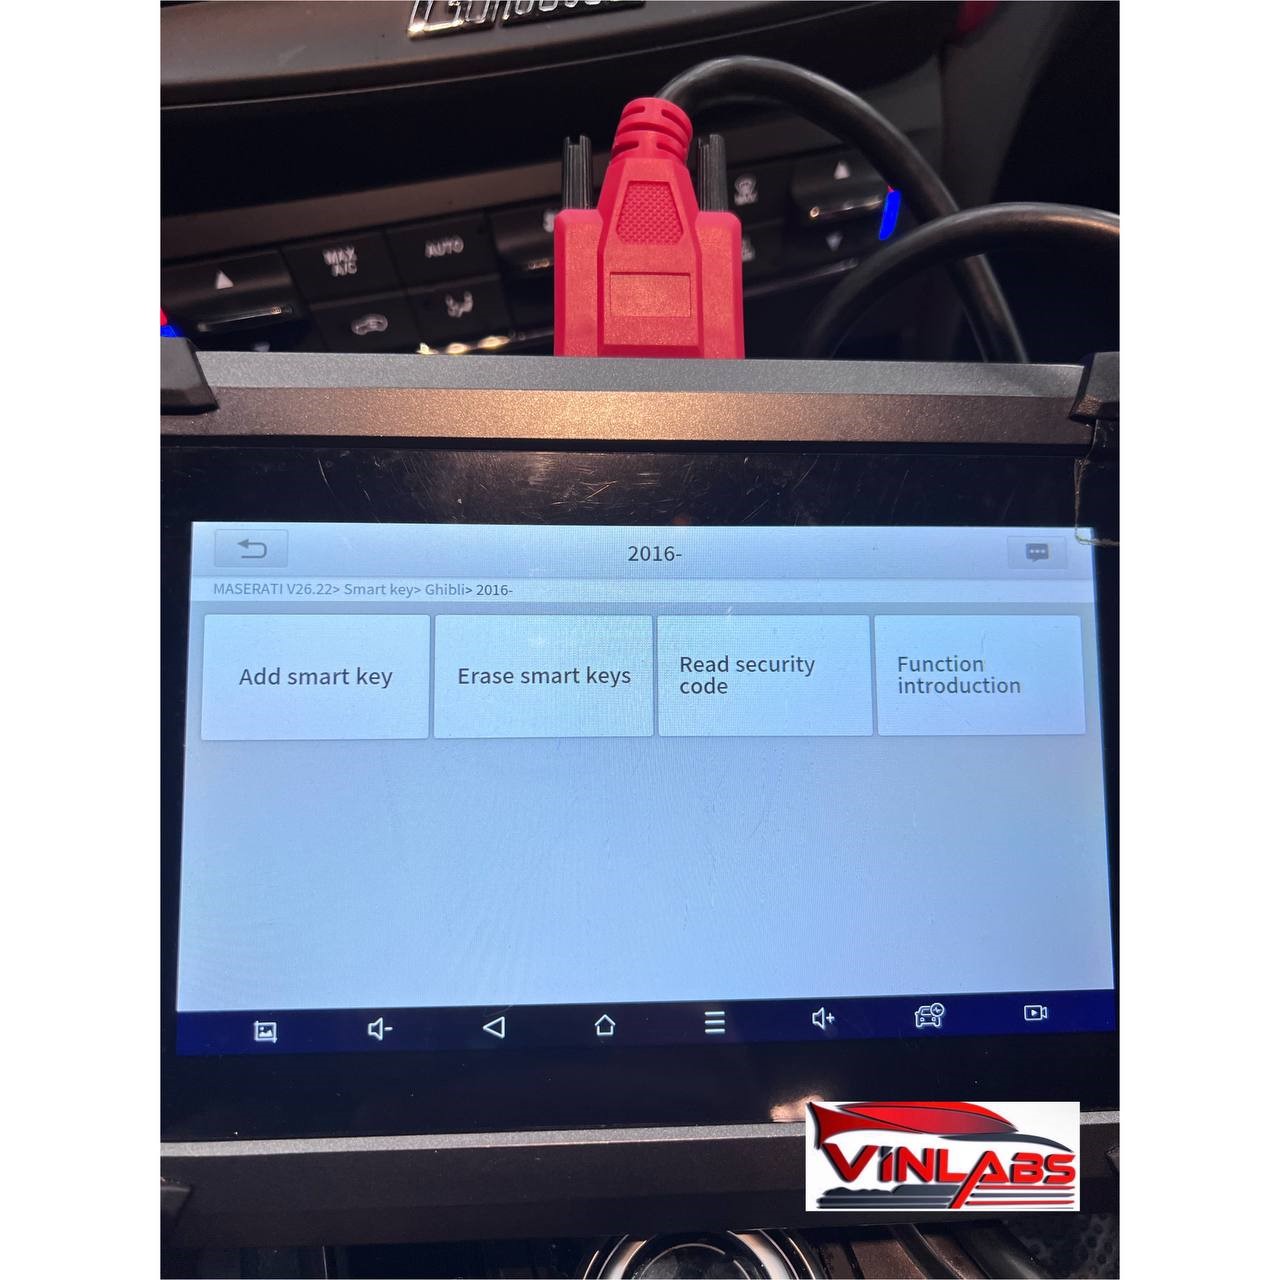 MAX
A/C
AUTO
2016-
MASERATI V26.22> Smart key> Ghibli> 2016-
Add smart key
Erase smart keys
Read security
code
Function
introduction
VINLABS